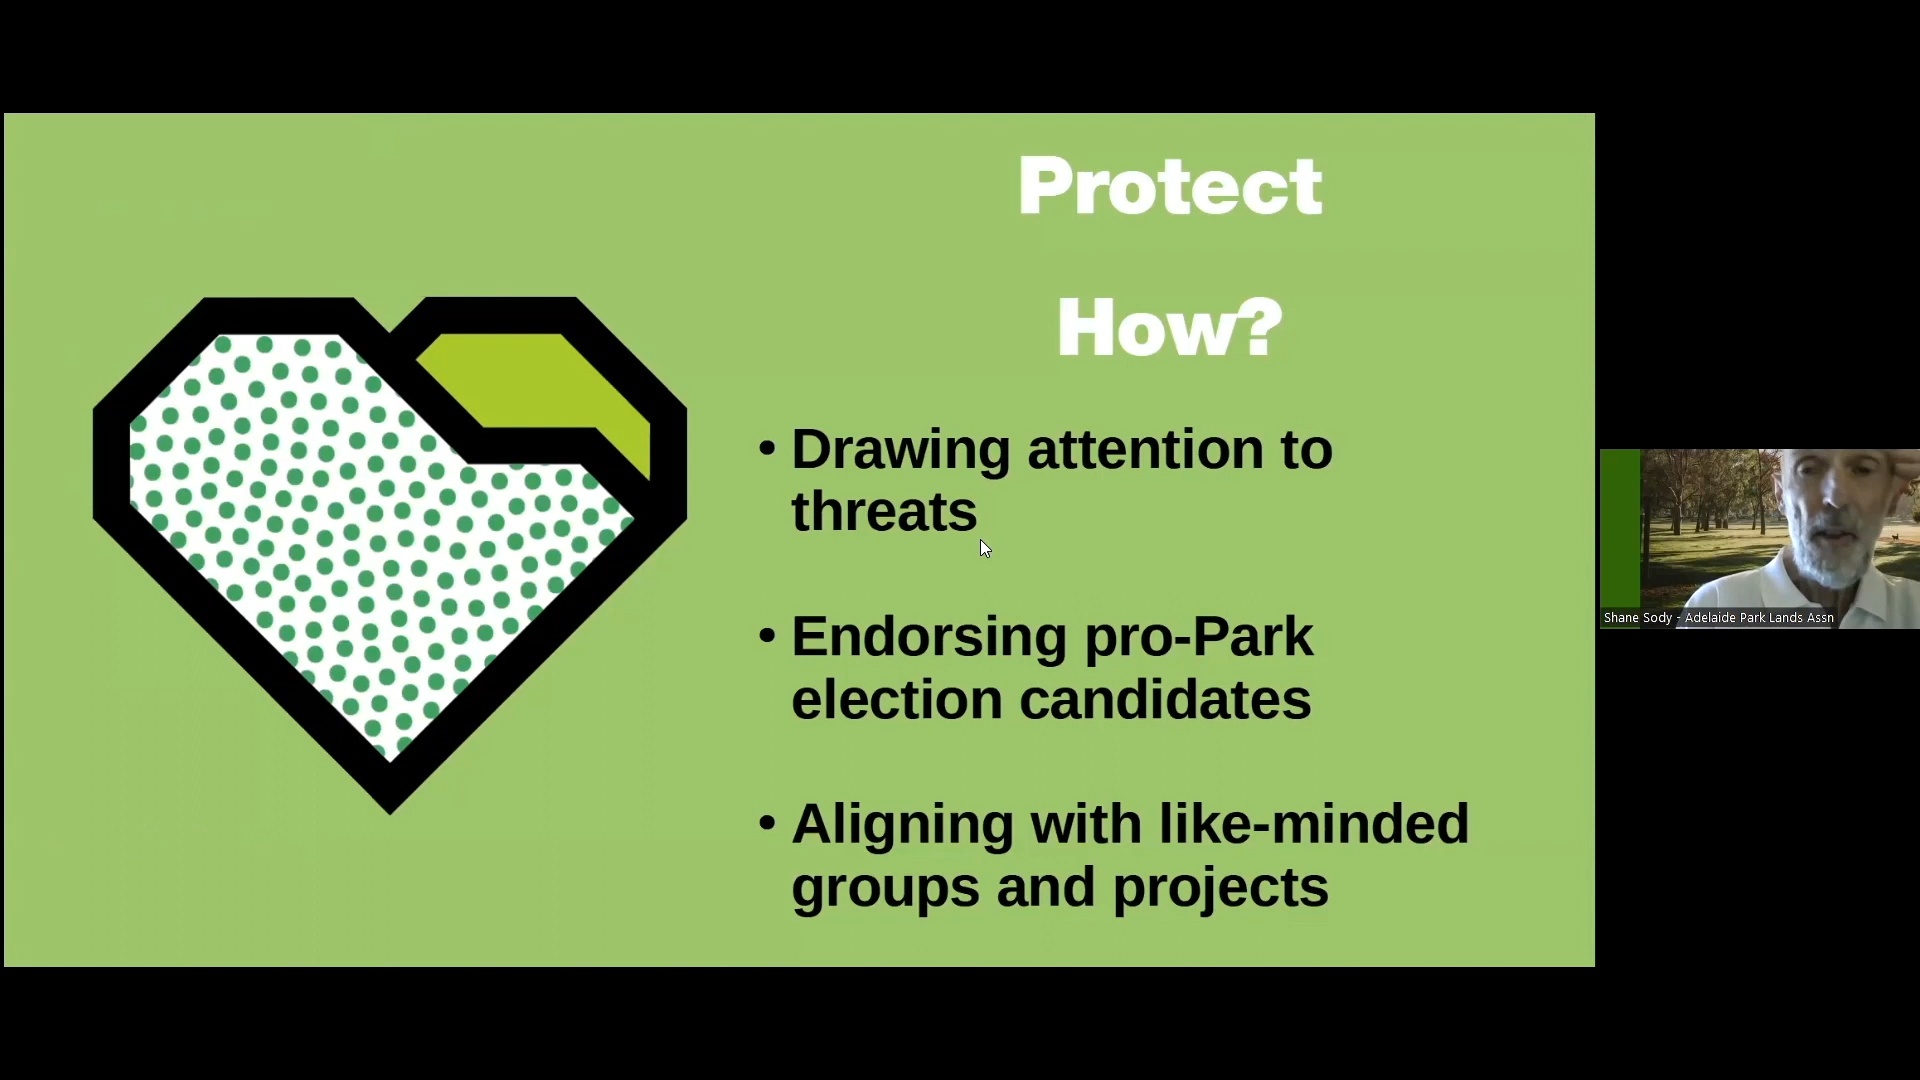 Protect
How?
• Drawing attention to
threats
• Endorsing pro-Park
election candidates
• Aligning with like-minded
groups and projects
Shane Sody - Adelaide Park Lands Assn